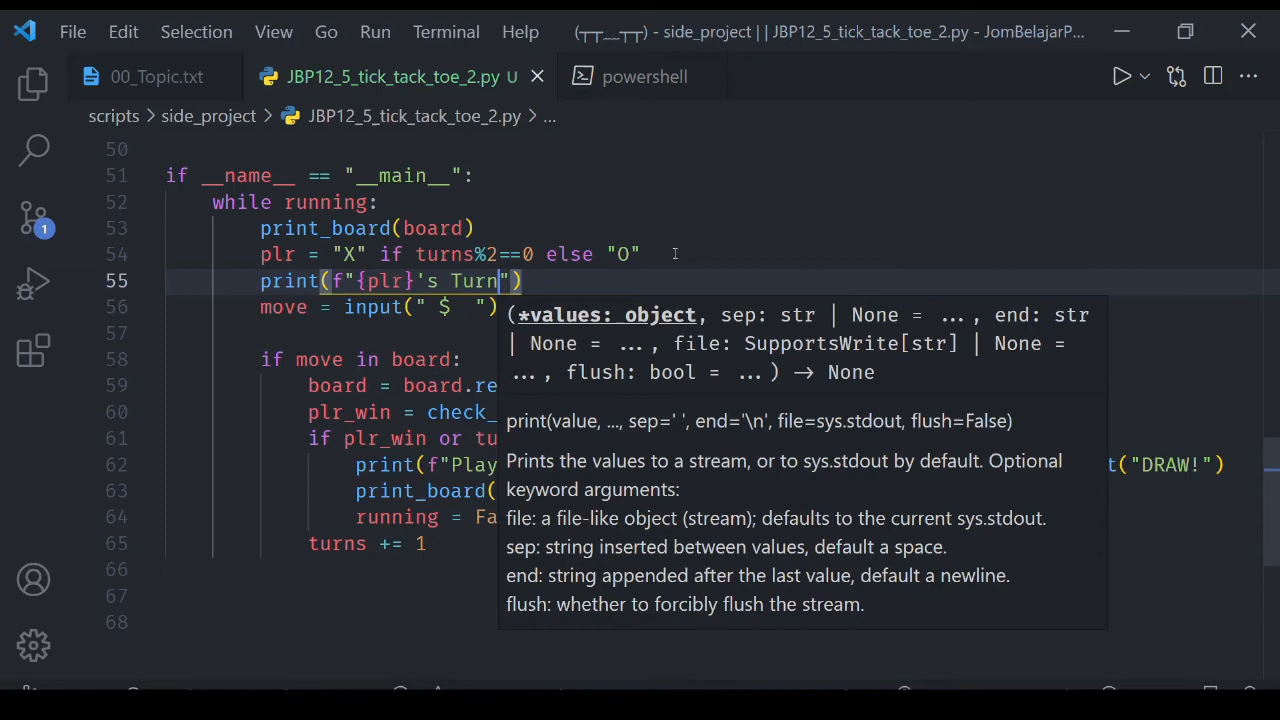 File Edit Selection View Go Run Terminal Help (┬┬﹏┬┬) - side_project || JBP12_5_tick_tack_toe_2.py - JomBelajarP...
00_Topic.txt JBP12_5_tick_tack_toe_2.py U powershell
scripts > side_project > JBP12_5_tick_tack_toe_2.py > ...
50
51 if __name__ == "__main__":
52 while running:
53 print_board(board)
54 plr = "X" if turns%2==0 else "O"
55 print(f"{plr}'s Turn")
56 move = input(" $  ")
(*values: object, sep: str | None = ..., end: str
57
| None = ..., file: SupportsWrite[str] | None =
58 if move in board:
..., flush: bool = ...) -> None
59 board = board.re
60 plr_win = check_
print(value, ..., sep=' ', end='\n', file=sys.stdout, flush=False)
61 if plr_win or tu
62 print(f"Play t("DRAW!")
Prints the values to a stream, or to sys.stdout by default. Optional
63 print_board(
keyword arguments:
64 running = Fa
file: a file-like object (stream); defaults to the current sys.stdout.
65 turns += 1
sep: string inserted between values, default a space.
66
end: string appended after the last value, default a newline.
67
flush: whether to forcibly flush the stream.
68
1